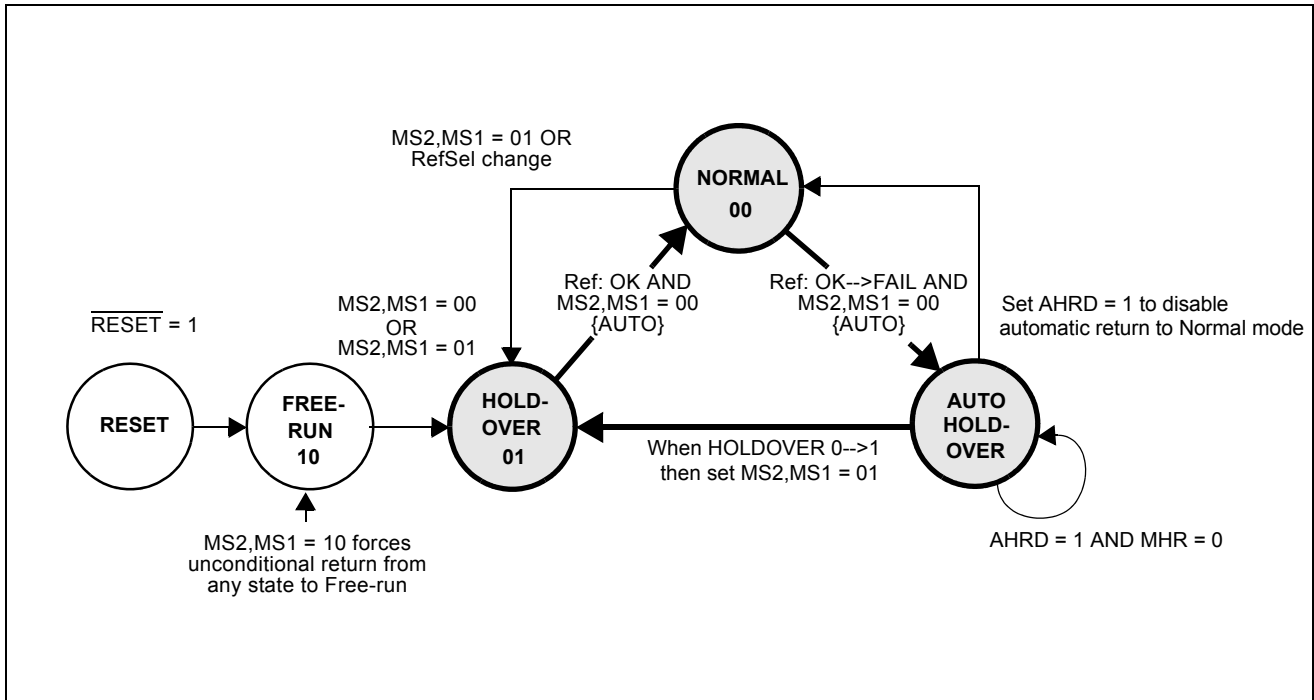 MS2,MS1 = 01 OR
RefSel change
NORMAL
00
Ref: OK AND
MS2,MS1 = 00
{AUTO}
Ref: OK-->FAIL AND
MS2,MS1 = 00
{AUTO}
Set AHRD = 1 to disable
automatic return to Normal mode
RESET = 1
MS2,MS1 = 00
OR
MS2,MS1 = 01
RESET
FREE-
RUN
10
HOLD-
OVER
01
AUTO
HOLD-
OVER
When HOLDOVER 0-->1
then set MS2,MS1 = 01
AHRD = 1 AND MHR = 0
MS2,MS1 = 10 forces
unconditional return from
any state to Free-run